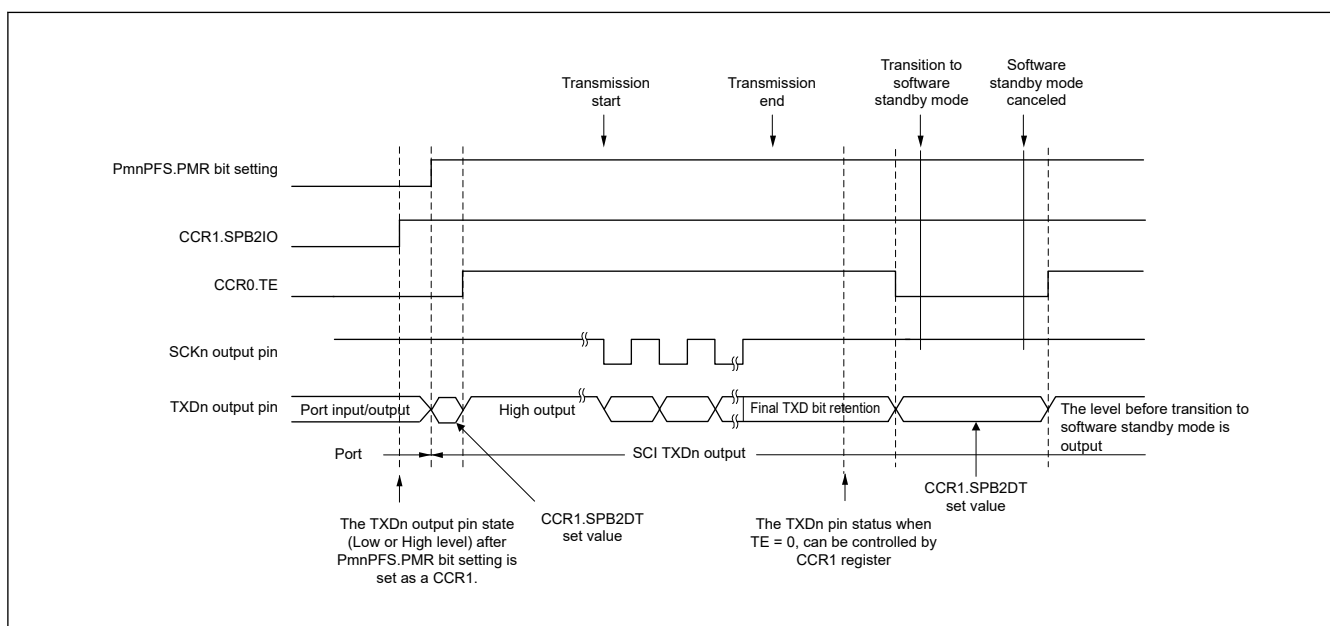 Transmission
start
Transmission
end
Transition to
software
standby mode
Software
standby mode
canceled
PmnPFS.PMR bit setting
CCR1.SPB2IO
CCR0.TE
SCKn output pin
TXDn output pin
Port input/output
High output
Final TXD bit retention
The level before transition to
software standby mode is
output
Port
SCI TXDn output
CCR1.SPB2DT
set value
The TXDn output pin state
(Low or High level) after
PmnPFS.PMR bit setting is
set as a CCR1.
CCR1.SPB2DT
set value
The TXDn pin status when
TE = 0, can be controlled by
CCR1 register